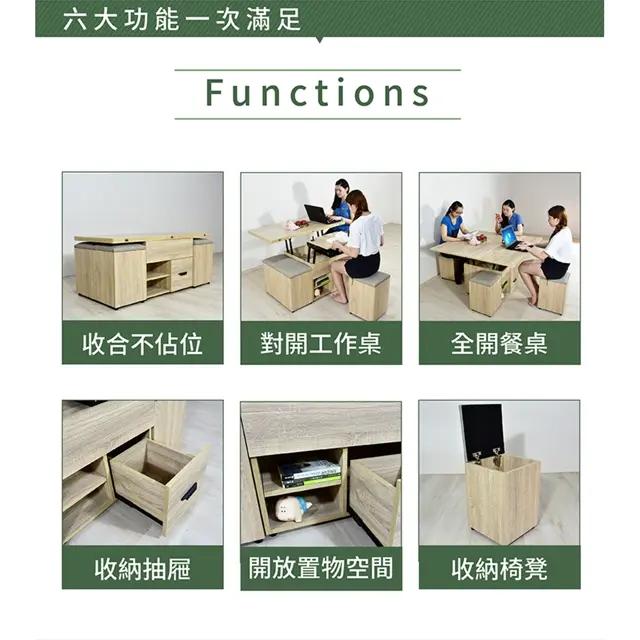 六大功能一次滿足
Functions
收合不佔位
對開工作桌
全開餐桌
收納抽屜
開放置物空間
收納椅凳